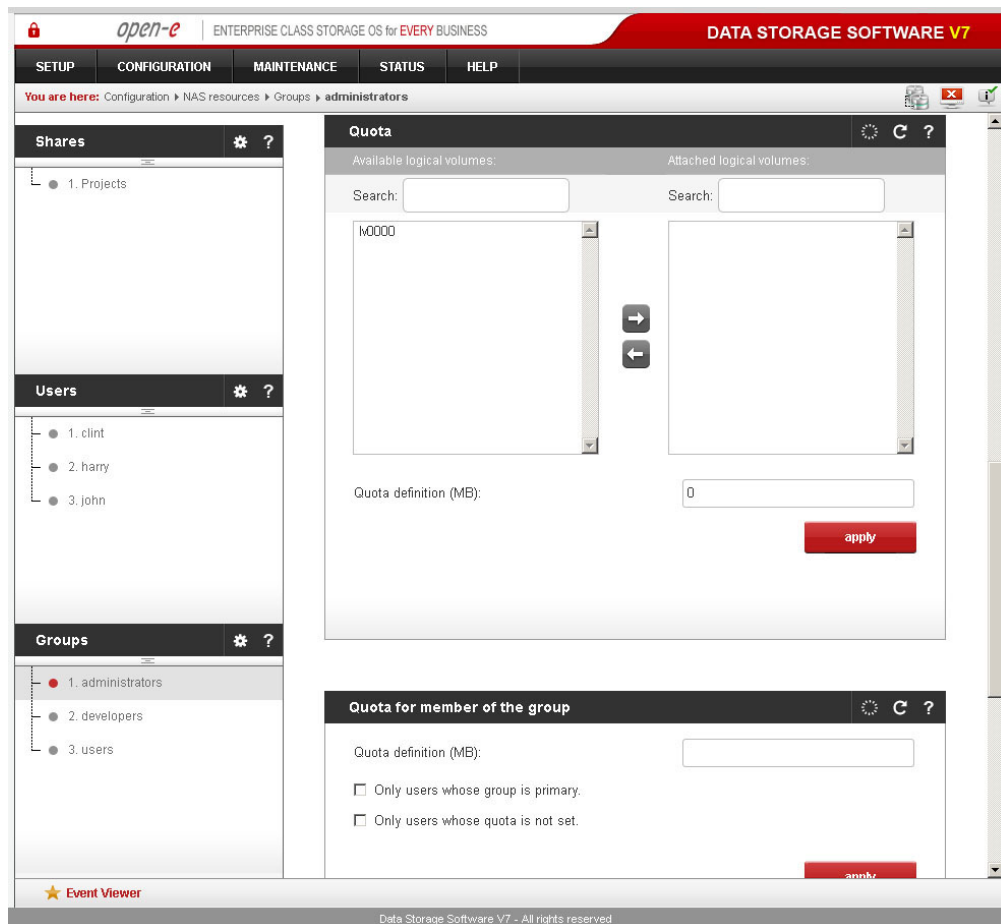 open-e ENTERPRISE CLASS STORAGE OS for EVERY BUSINESS DATA STORAGE SOFTWARE V7
SETUP CONFIGURATION MAINTENANCE STATUS HELP
You are here: Configuration NAS resources Groups administrators
Shares ?
1. Projects
Users ?
1. clint
2. harry
3. john
Groups ?
1. administrators
2. developers
3. users
Quota C ?
Available logical volumes: Attached logical volumes:
Search: Search:
lv0000
Quota definition (MB): 0
apply
Quota for member of the group C ?
Quota definition (MB):
Only users whose group is primary.
Only users whose quota is not set.
apply
Event Viewer
Data Storage Software V7 - All rights reserved